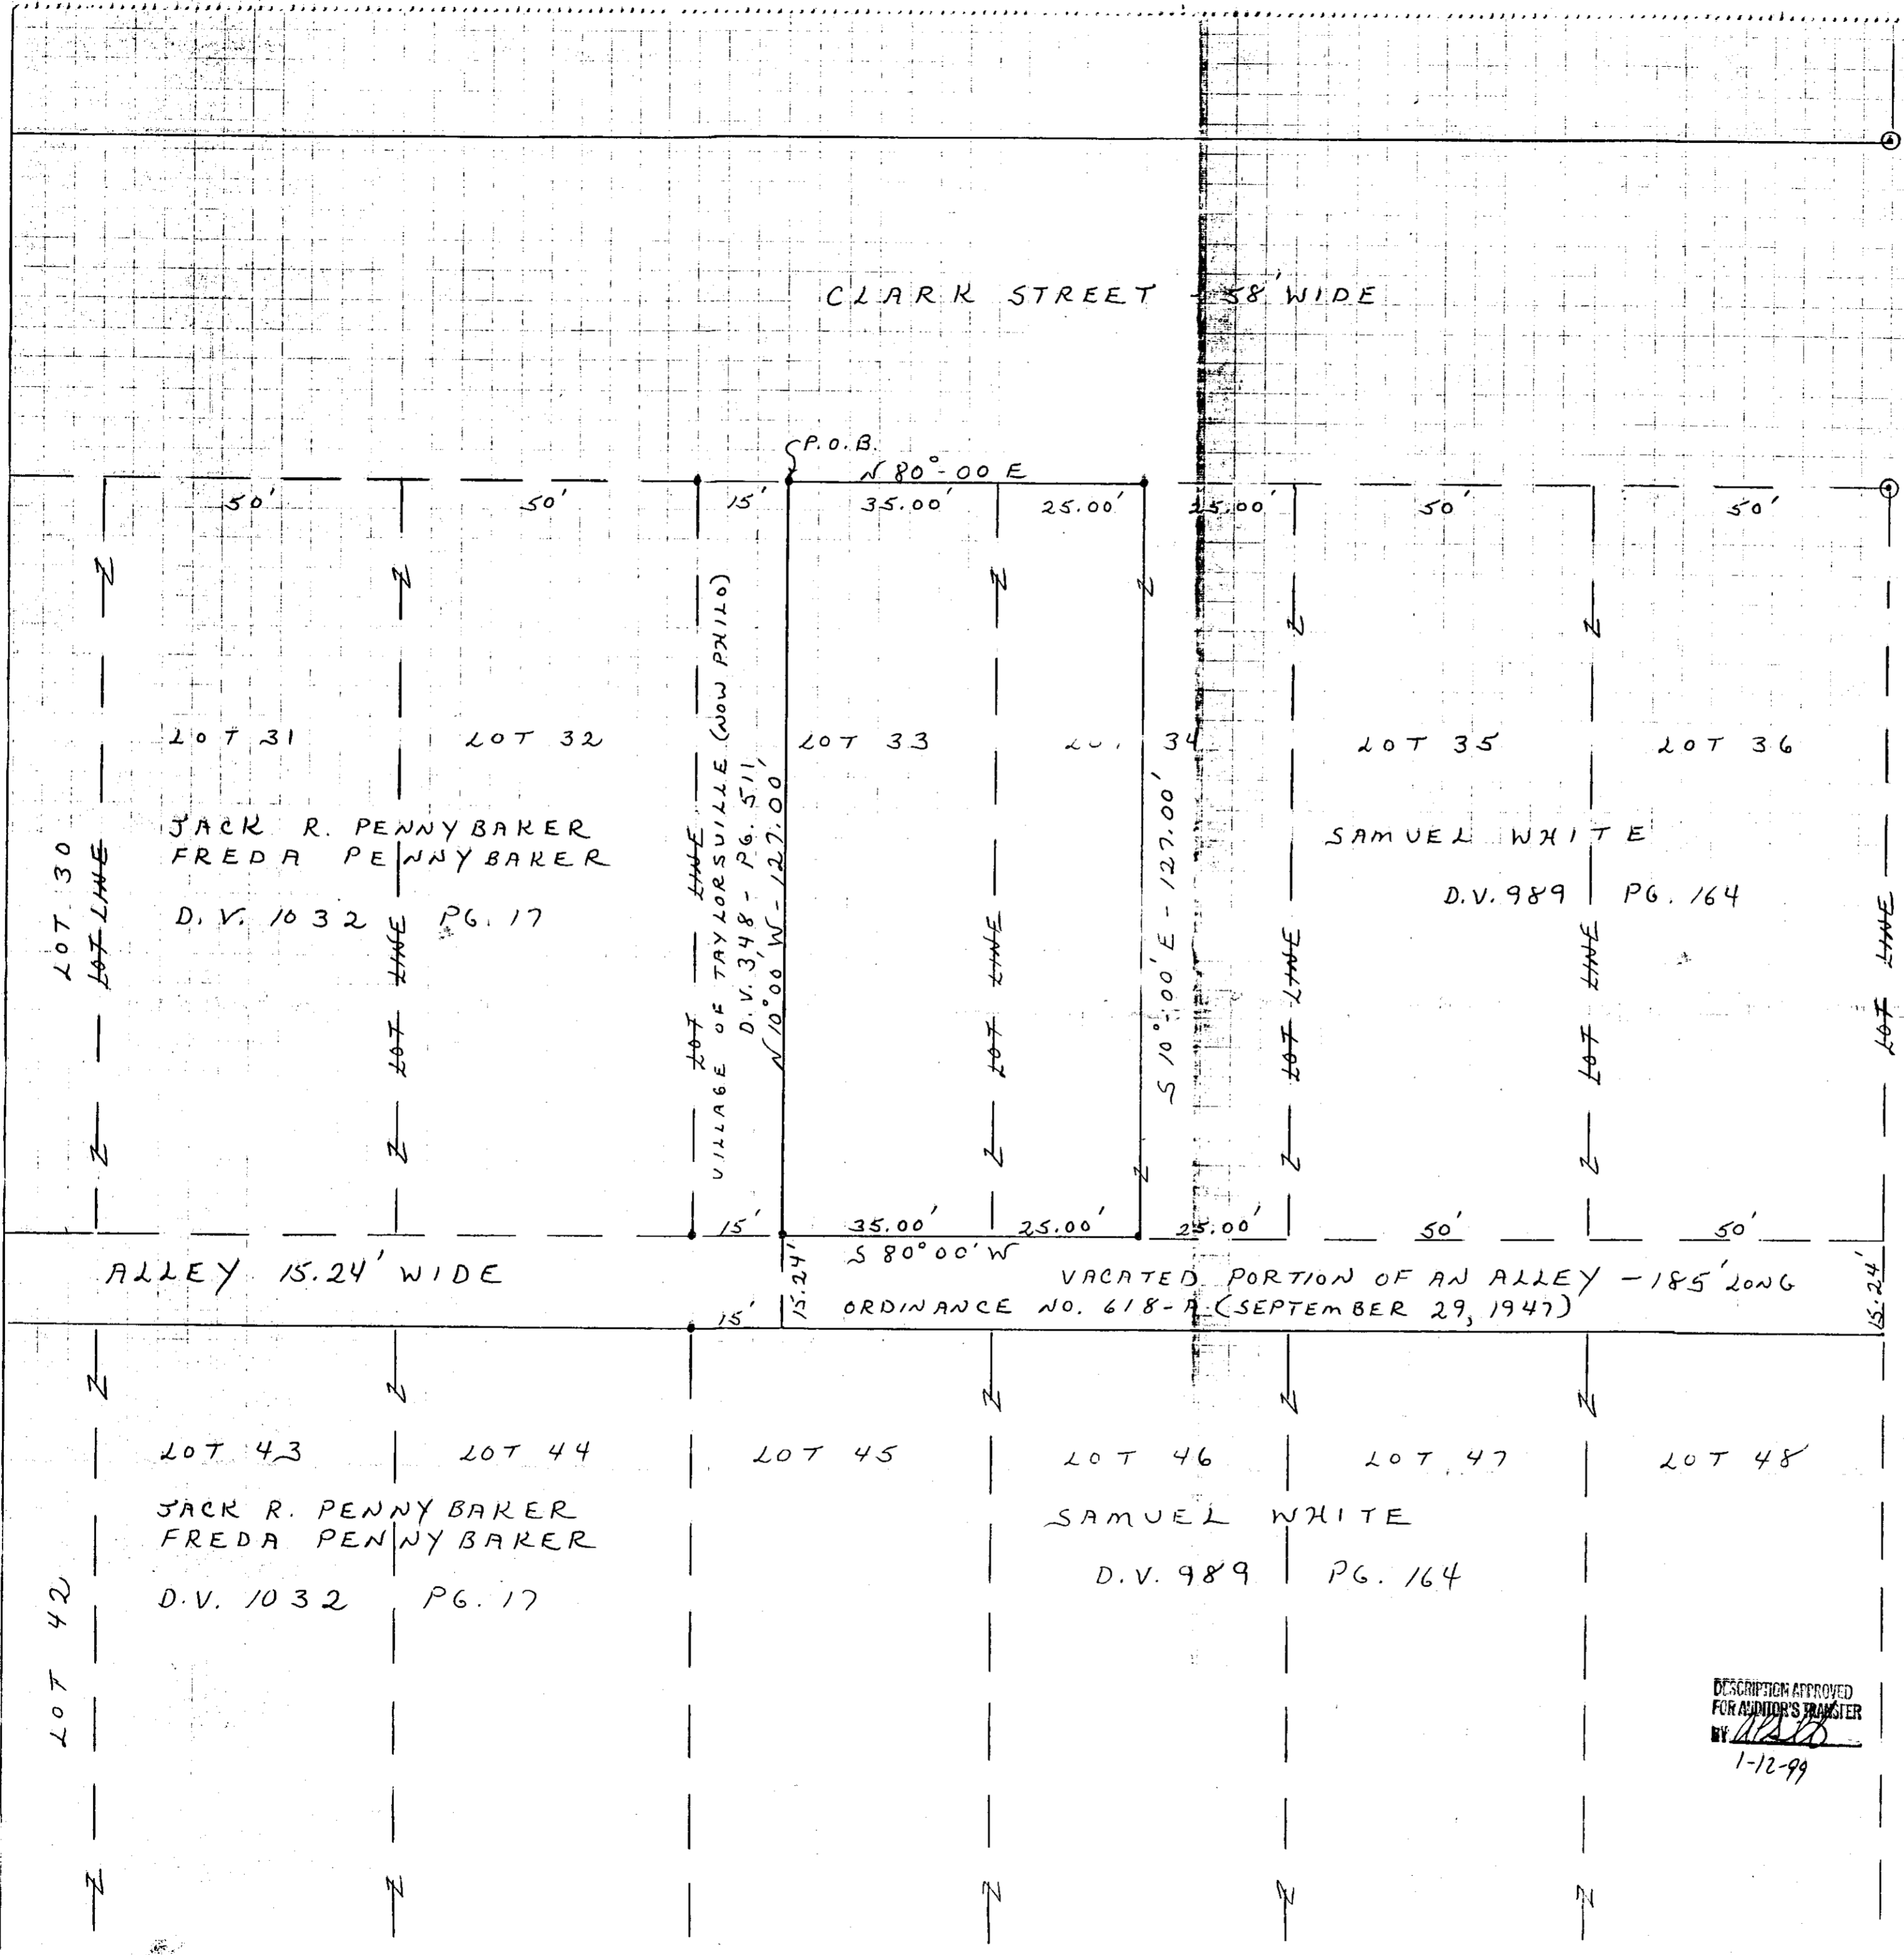 CLARK STREET - 58' WIDE
P.O.B.
N 80°-00 E
50'
50'
15'
35.00'
25.00'
25.00'
50'
50'
LOT 30
LOT LINE
LOT 31
LOT 32
JACK R. PENNYBAKER
FREDA PENNYBAKER
D.V. 1032 PG. 17
LOT LINE
LOT LINE
VILLAGE OF TAYLORSVILLE (NOW PHILO)
D.V. 348 - PG. 511
N 10°00 W - 127.00'
LOT 33
LOT LINE
34
S 10°-00' E - 127.00'
LOT LINE
LOT 35
LOT 36
SAMUEL WHITE
D.V. 989 PG. 164
LOT LINE
LOT LINE
15'
35.00'
25.00'
25.00'
50'
50'
S 80°00' W
ALLEY 15.24' WIDE
15.24'
VACATED PORTION OF AN ALLEY - 185' LONG
ORDINANCE NO. 618-A (SEPTEMBER 29, 1947)
15.24'
15'
LOT 42
LOT 43
LOT 44
LOT 45
LOT 46
LOT 47
LOT 48
JACK R. PENNYBAKER
FREDA PENNYBAKER
D.V. 1032 PG. 17
SAMUEL WHITE
D.V. 989 PG. 164
DESCRIPTION APPROVED
FOR AUDITOR'S TRANSFER
BY
1-12-99